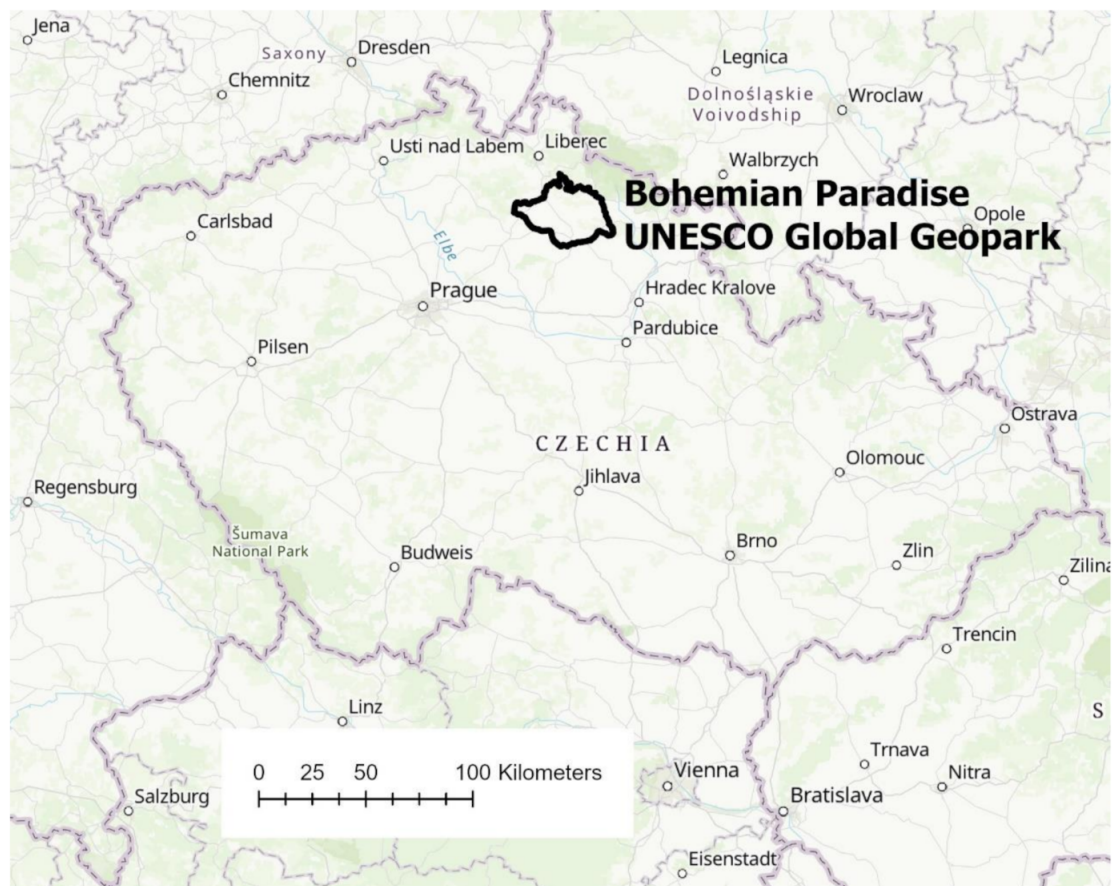 Jena
Saxony
Dresden
Chemnitz
Legnica
Dolnośląskie
Voivodship
Wroclaw
Usti nad Labem
Liberec
Walbrzych
Bohemian Paradise
UNESCO Global Geopark
Carlsbad
Opole
Elbe
Prague
Hradec Kralove
Pardubice
Pilsen
CZECHIA
Ostrava
Olomouc
Jihlava
Regensburg
Šumava
National Park
Budweis
Brno
Zlin
Zilina
Trencin
Linz
S
0 25 50 100 Kilometers
Salzburg
Vienna
Trnava
Nitra
Bratislava
Eisenstadt